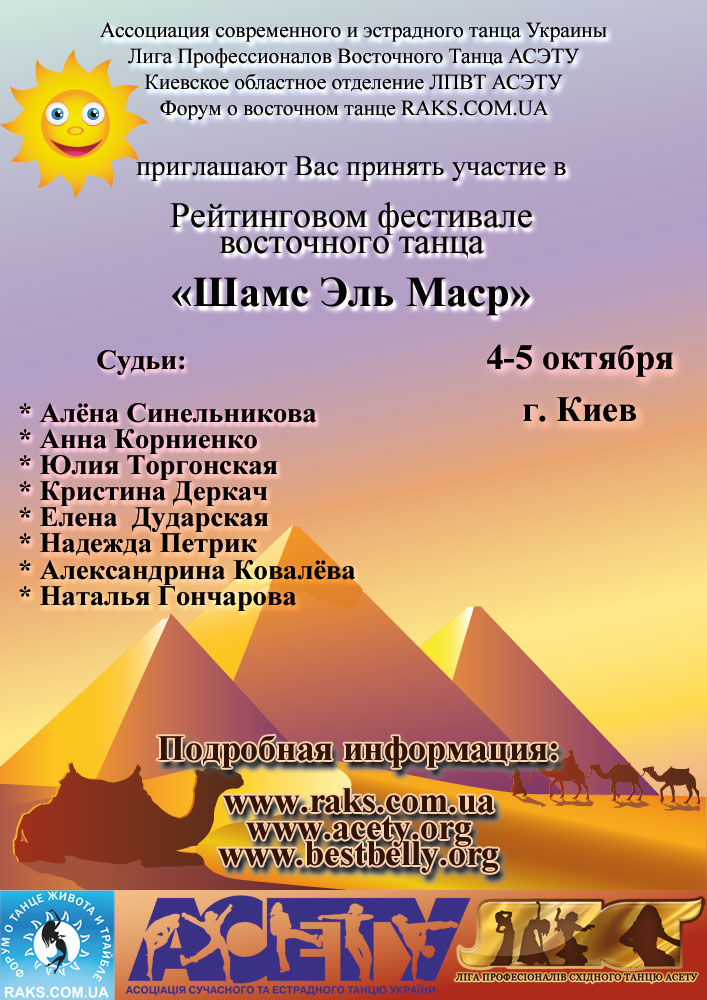 Ассоциация современного и эстрадного танца Украины
Лига Профессионалов Восточного Танца АСЭТУ
Киевское областное отделение ЛПВТ АСЭТУ
Форум о восточном танце RAKS.COM.UA
приглашают Вас принять участие в
Рейтинговом фестивале
восточного танца
«Шамс Эль Маср»
Судьи:
* Алёна Синельникова
* Анна Корниенко
* Юлия Торгонская
* Кристина Деркач
* Елена Дударская
* Надежда Петрик
* Александрина Ковалёва
* Наталья Гончарова
4-5 октября
г. Киев
Подробная информация:
www.raks.com.ua
www.acety.org
www.bestbelly.org
ФОРУМ О ТАНЦЕ ЖИВОТА И ТРАЙБЛЕ
RAKS.COM.UA
АСЕТУ
АСОЦІАЦІЯ СУЧАСНОГО ТА ЕСТРАДНОГО ТАНЦЮ УКРАЇНИ
ЛІГА ПРОФЕСІОНАЛІВ СХІДНОГО ТАНЦЮ АСЕТУ